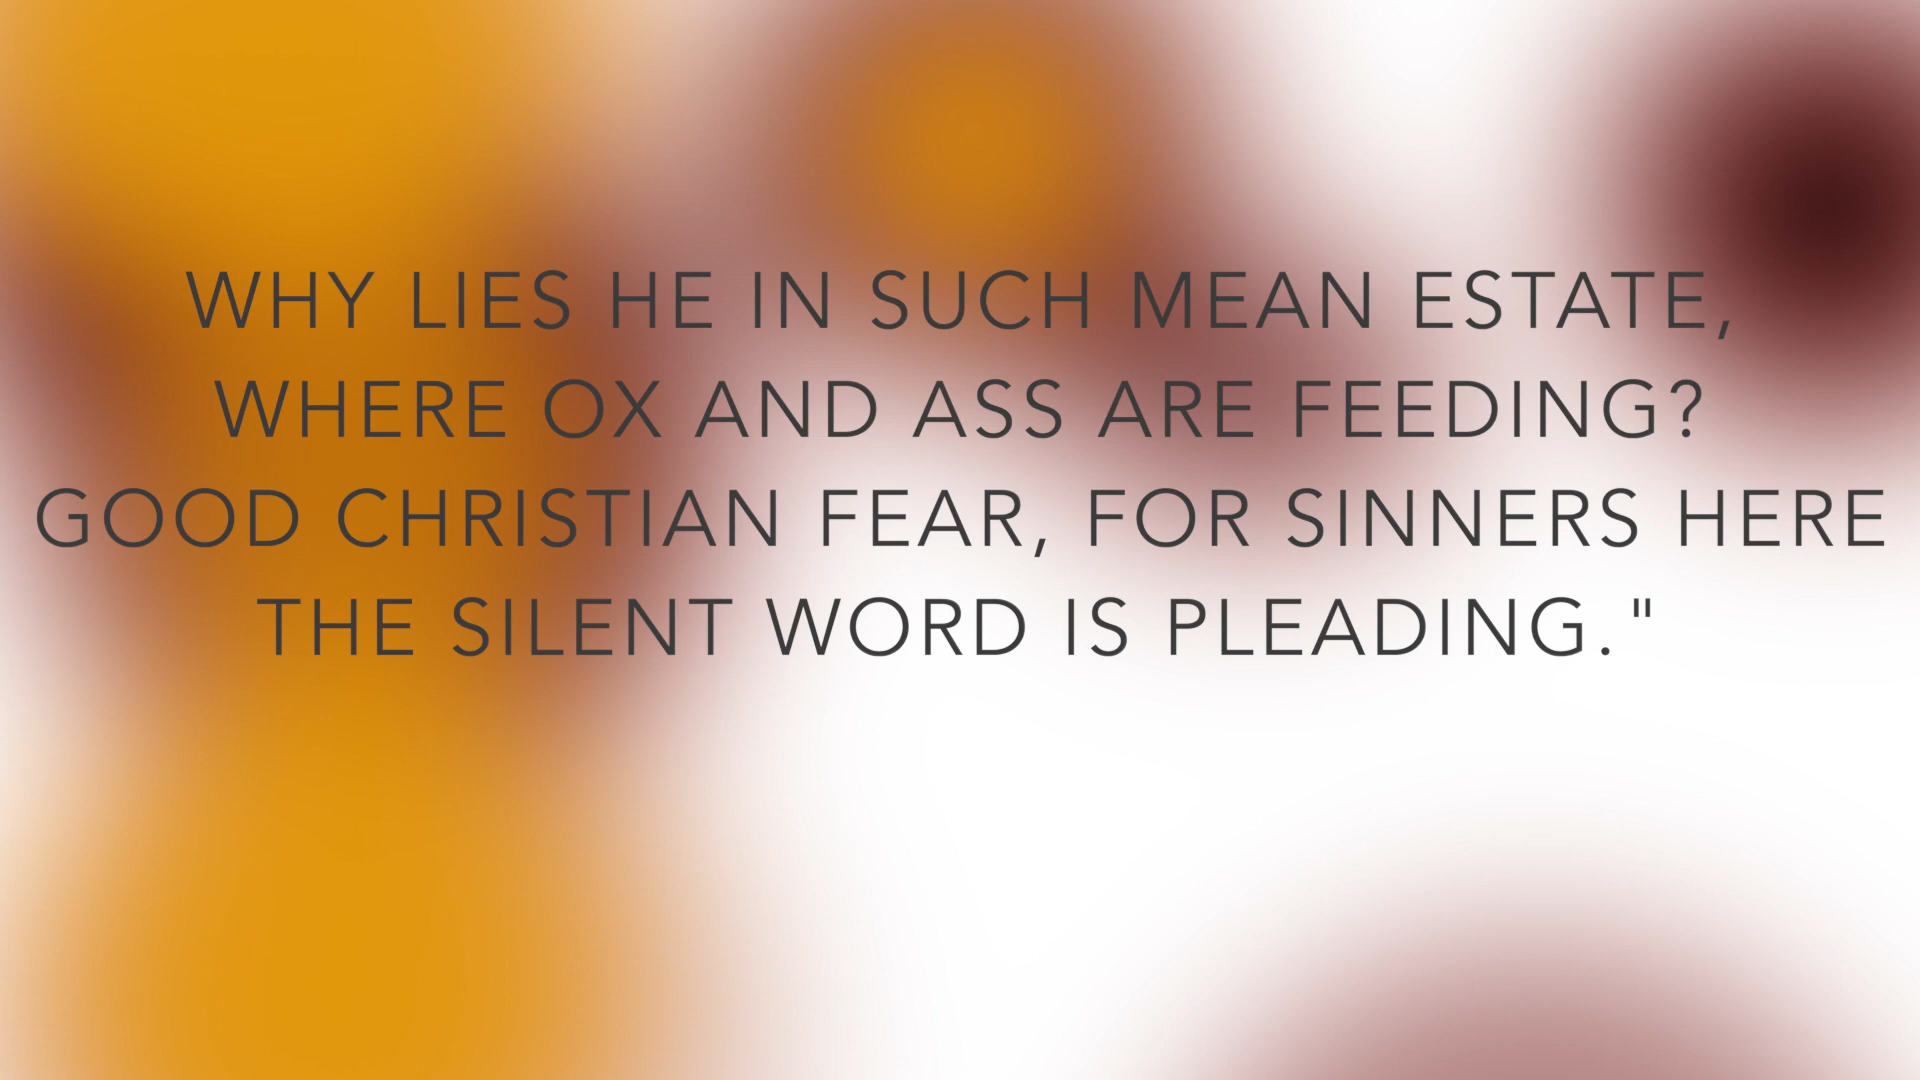 WHY LIES HE IN SUCH MEAN ESTATE,
WHERE OX AND ASS ARE FEEDING?
GOOD CHRISTIAN FEAR, FOR SINNERS HERE
THE SILENT WORD IS PLEADING."